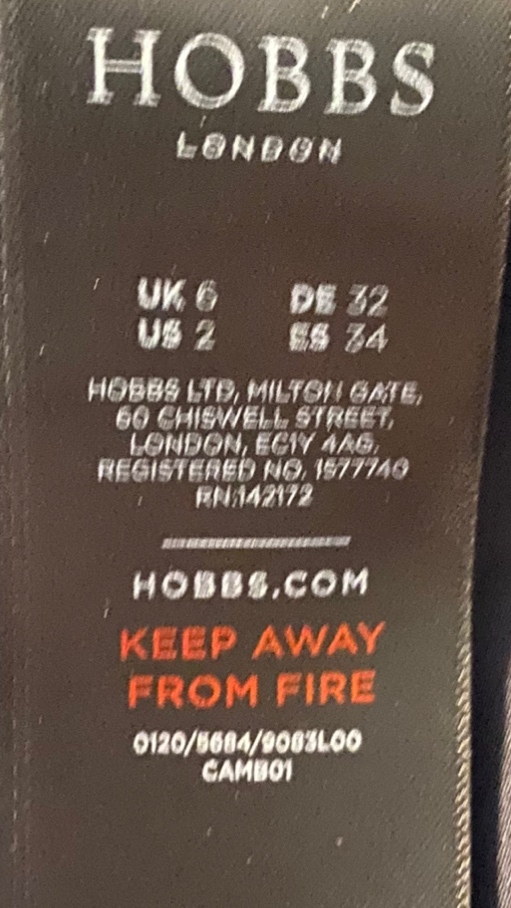 HOBBS
LONDON
UK 6 DE 32
US 2 ES 34
HOBBS LTD, MILTON GATE,
60 CHISWELL STREET,
LONDON, EC1Y 4AG.
REGISTERED NO. 1577740
RN:142172
HOBBS.COM
KEEP AWAY
FROM FIRE
0120/5684/9083L00
CAMB01